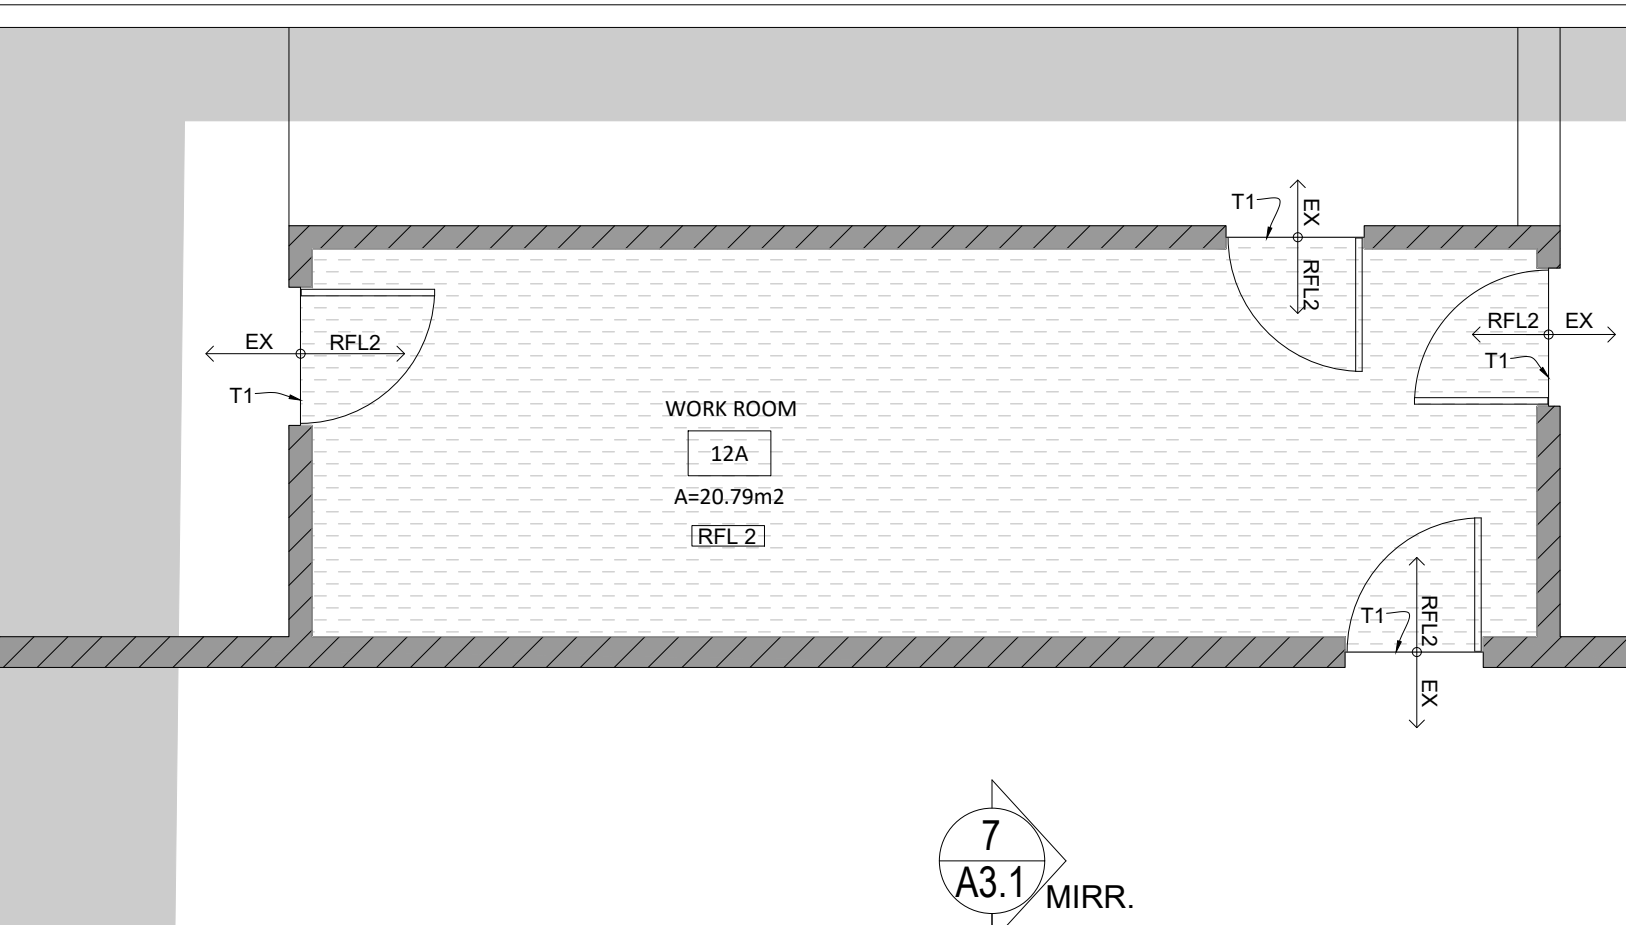 T1
EX
RFL2
EX
RFL2
T1
RFL2
EX
T1
WORK ROOM
12A
A=20.79m2
RFL 2
T1
RFL2
EX
7
A3.1
MIRR.